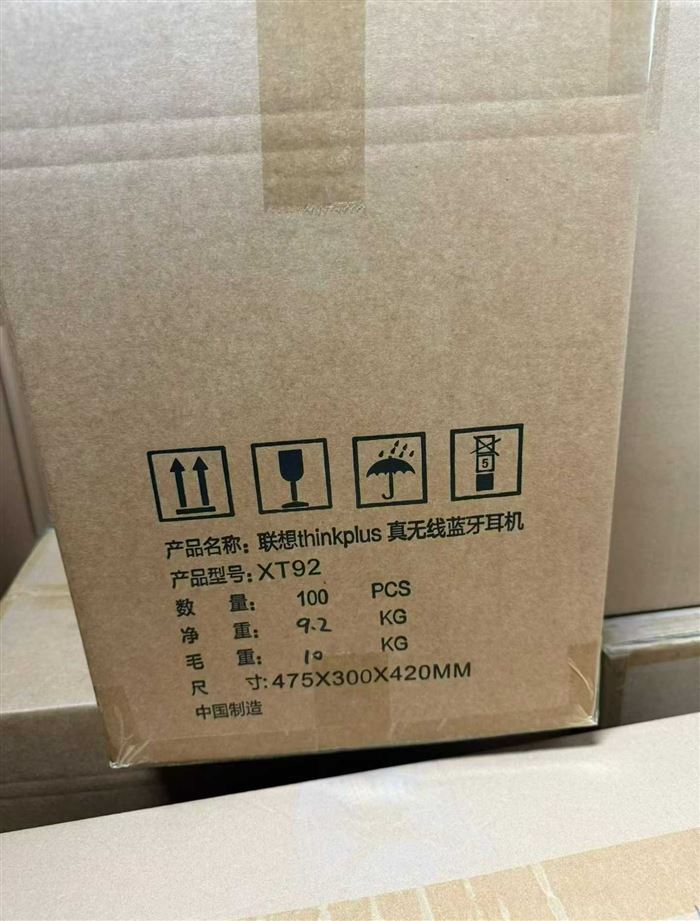 5
产品名称：联想thinkplus 真无线蓝牙耳机
产品型号：XT92
数 量： 100 PCS
净 重： 9.2 KG
毛 重： 10 KG
尺 寸：475X300X420MM
中国制造